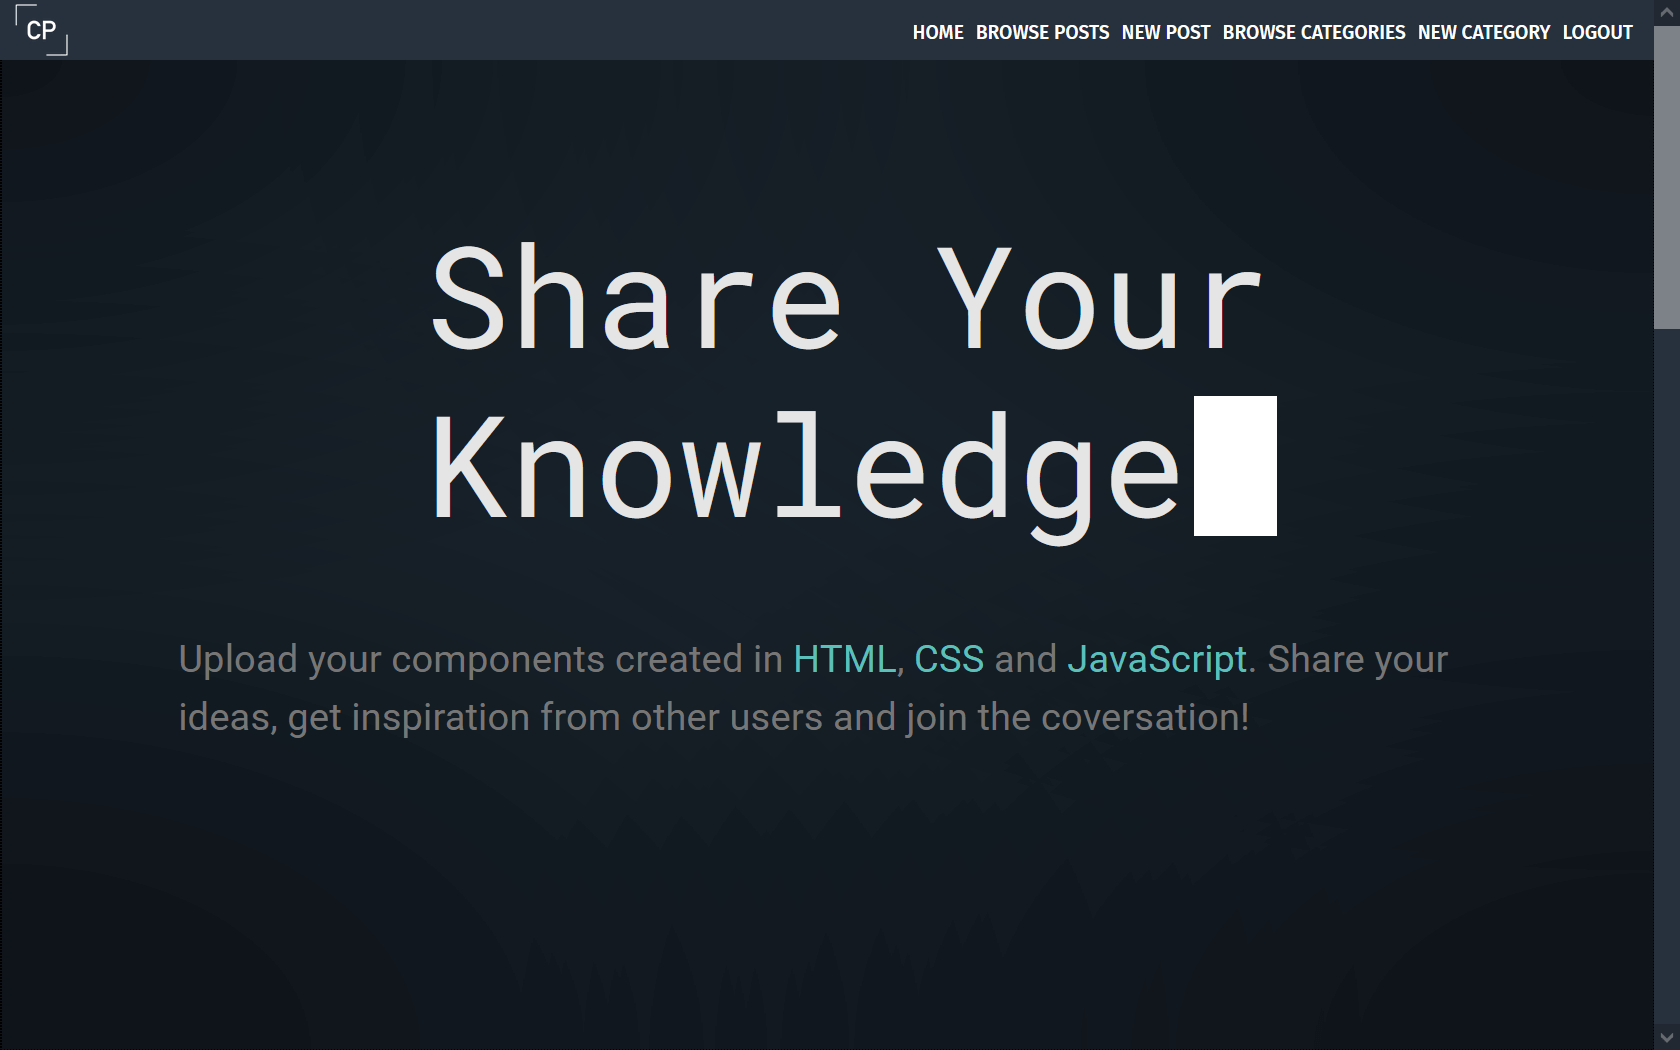 CP
HOME BROWSE POSTS NEW POST BROWSE CATEGORIES NEW CATEGORY LOGOUT
Share Your
Knowledge
Upload your components created in HTML, CSS and JavaScript. Share your
ideas, get inspiration from other users and join the coversation!